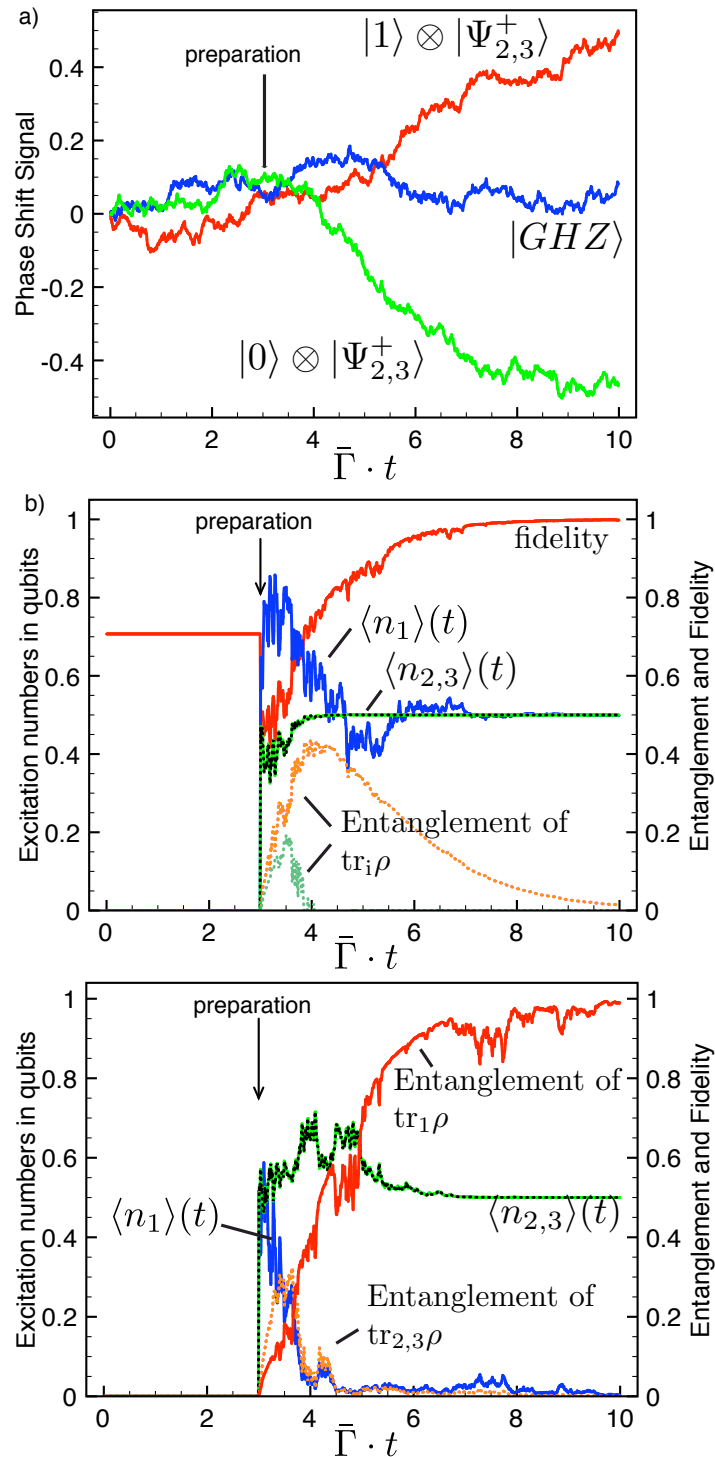 a)
|1⟩ ⊗ |Ψ⁺₂,₃⟩
preparation
0.4
0.2
0
-0.2
-0.4
Phase Shift Signal
|GHZ⟩
|0⟩ ⊗ |Ψ⁺₂,₃⟩
0 2 4 6 8 10
Γ̄ · t
b)
preparation
1 0.8 0.6 0.4 0.2 0
Excitation numbers in qubits
fidelity
⟨n₁⟩(t)
⟨n₂,₃⟩(t)
Entanglement of
trᵢρ
1 0.8 0.6 0.4 0.2 0
Entanglement and Fidelity
0 2 4 6 8 10
Γ̄ · t
preparation
1 0.8 0.6 0.4 0.2 0
Excitation numbers in qubits
Entanglement of
tr₁ρ
⟨n₁⟩(t)
⟨n₂,₃⟩(t)
Entanglement of
tr₂,₃ρ
1 0.8 0.6 0.4 0.2 0
Entanglement and Fidelity
0 2 4 6 8 10
Γ̄ · t